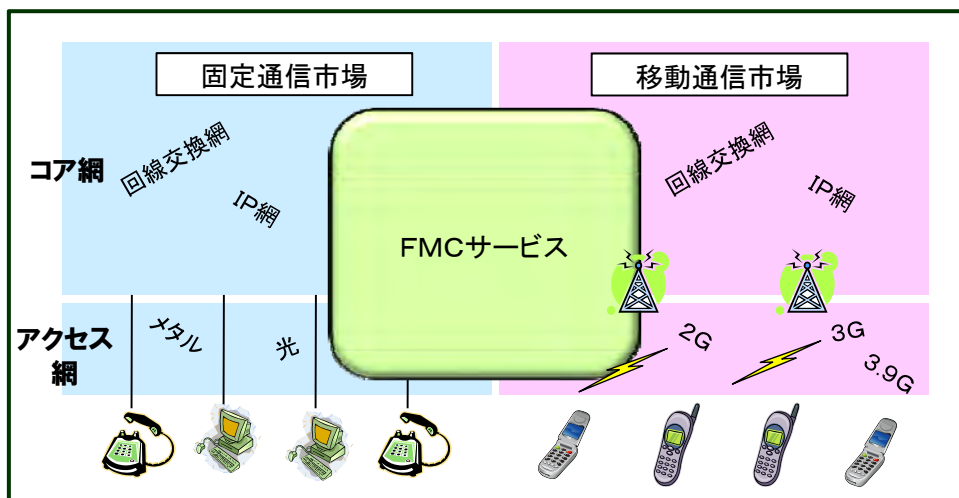 固定通信市場
移動通信市場
コア網
回線交換網
IP網
FMCサービス
回線交換網
IP網
アクセス
網
メタル
光
2G
3G
3.9G